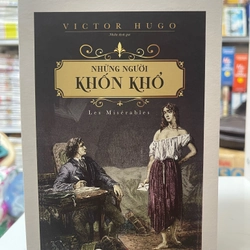 VICTOR HUGO
NHỮNG NGƯỜI
KHỐN KHỔ
Les Misérables